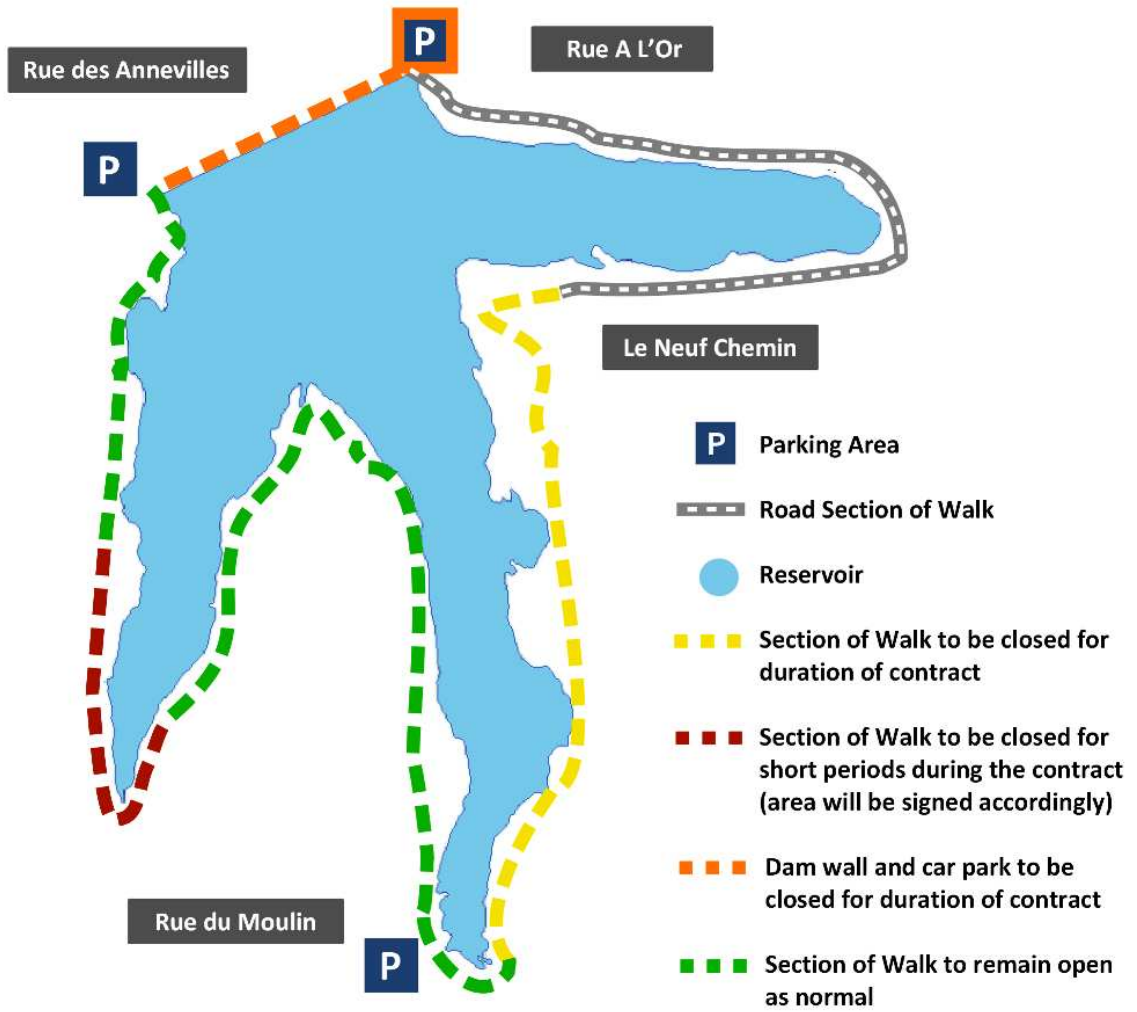 P
Rue A L’Or
Rue des Annevilles
P
Le Neuf Chemin
P Parking Area
Road Section of Walk
Reservoir
Section of Walk to be closed for
duration of contract
Section of Walk to be closed for
short periods during the contract
(area will be signed accordingly)
Dam wall and car park to be
closed for duration of contract
Rue du Moulin
P
Section of Walk to remain open
as normal